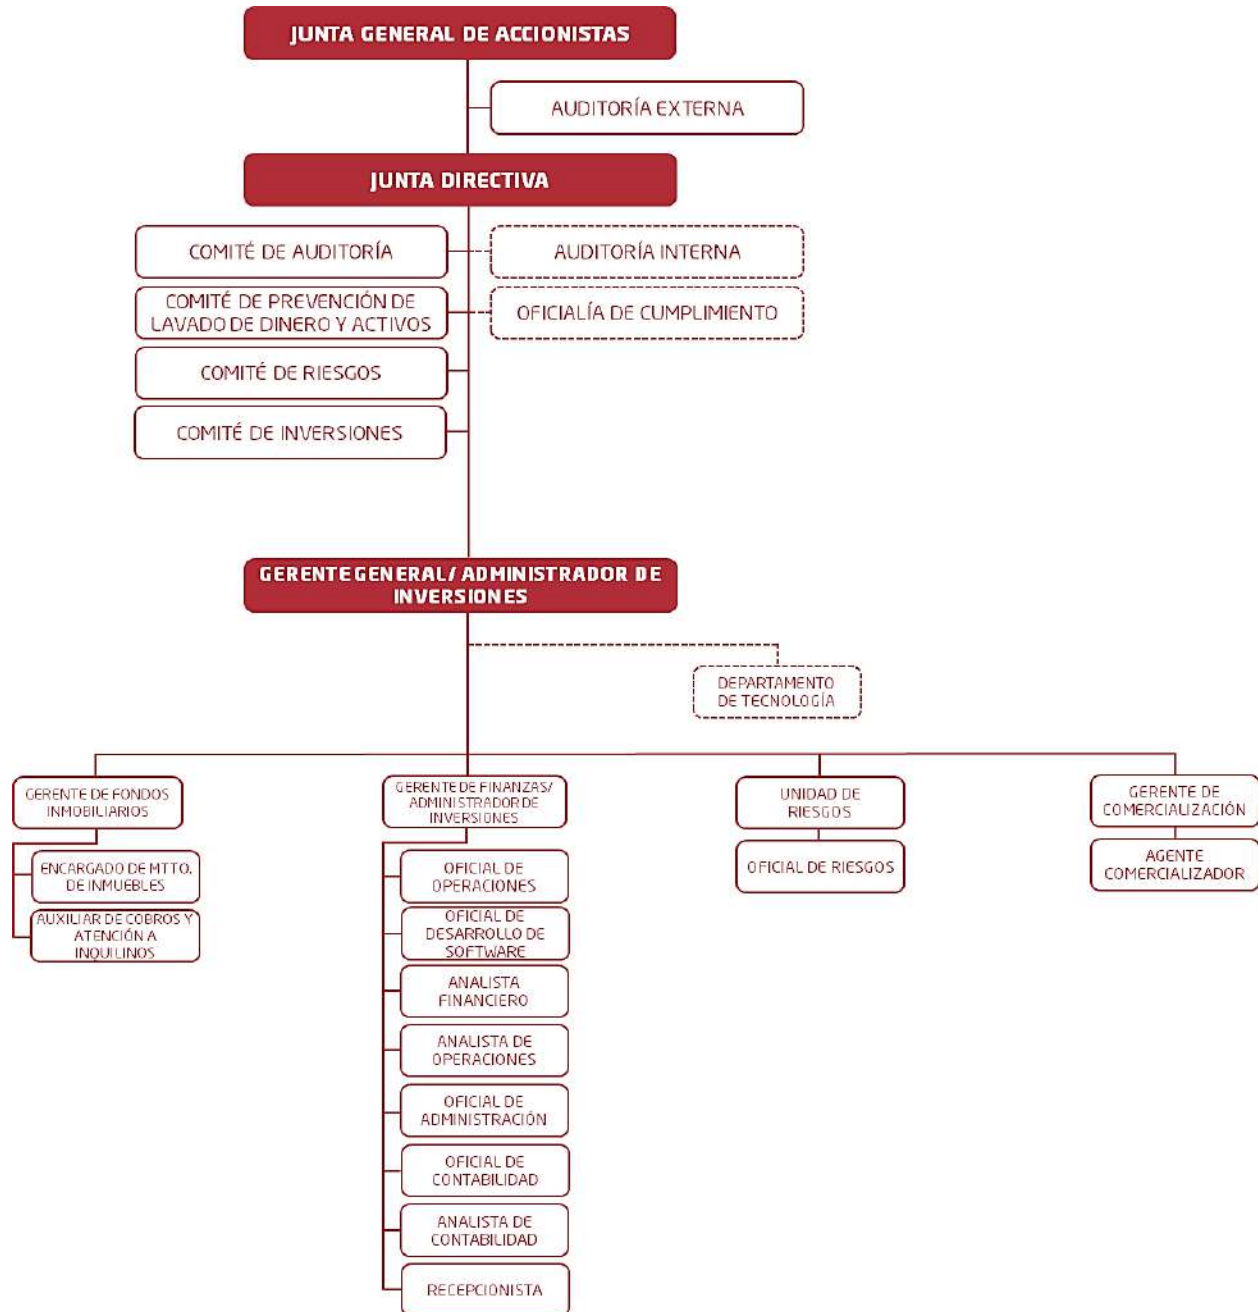 JUNTA GENERAL DE ACCIONISTAS
AUDITORÍA EXTERNA
JUNTA DIRECTIVA
COMITÉ DE AUDITORÍA
AUDITORÍA INTERNA
COMITÉ DE PREVENCIÓN DE
LAVADO DE DINERO Y ACTIVOS
OFICIALÍA DE CUMPLIMIENTO
COMITÉ DE RIESGOS
COMITÉ DE INVERSIONES
GERENTE GENERAL/ ADMINISTRADOR DE
INVERSIONES
DEPARTAMENTO
DE TECNOLOGÍA
GERENTE DE FONDOS
INMOBILIARIOS
ENCARGADO DE MTTO.
DE INMUEBLES
AUXILIAR DE COBROS Y
ATENCIÓN A
INQUILINOS
GERENTE DE FINANZAS/
ADMINISTRADOR DE
INVERSIONES
OFICIAL DE
OPERACIONES
OFICIAL DE
DESARROLLO DE
SOFTWARE
ANALISTA
FINANCIERO
ANALISTA DE
OPERACIONES
OFICIAL DE
ADMINISTRACIÓN
OFICIAL DE
CONTABILIDAD
ANALISTA DE
CONTABILIDAD
RECEPCIONISTA
UNIDAD DE
RIESGOS
OFICIAL DE RIESGOS
GERENTE DE
COMERCIALIZACIÓN
AGENTE
COMERCIALIZADOR